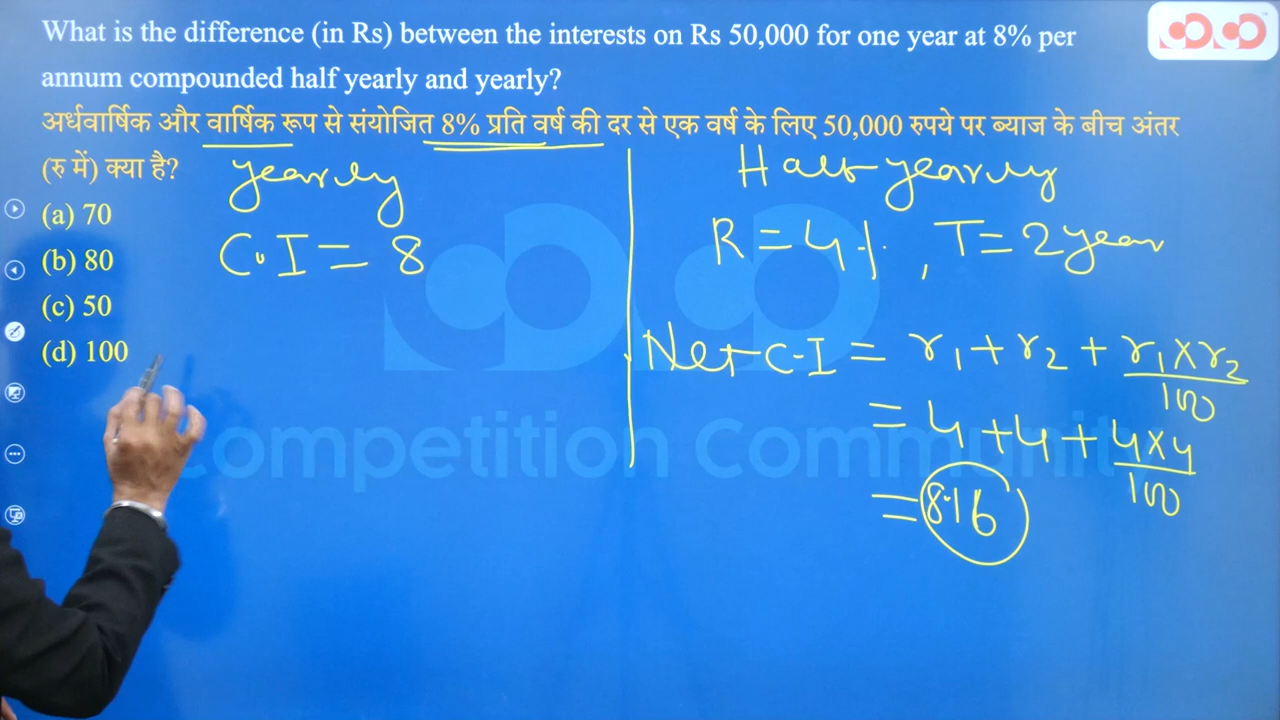 What is the difference (in Rs) between the interests on Rs 50,000 for one year at 8% per
annum compounded half yearly and yearly?
अर्धवार्षिक और वार्षिक रूप से संयोजित 8% प्रति वर्ष की दर से एक वर्ष के लिए 50,000 रुपये पर ब्याज के बीच अंतर
(रु में) क्या है?
(a) 70
(b) 80
(c) 50
(d) 100
yearly
C.I = 8
Half yearly
R = 4%, T = 2 year
Net C.I = r1 + r2 + r1 × r2 / 100
= 4 + 4 + 4 × 4 / 100
= 8.16
Competition Community